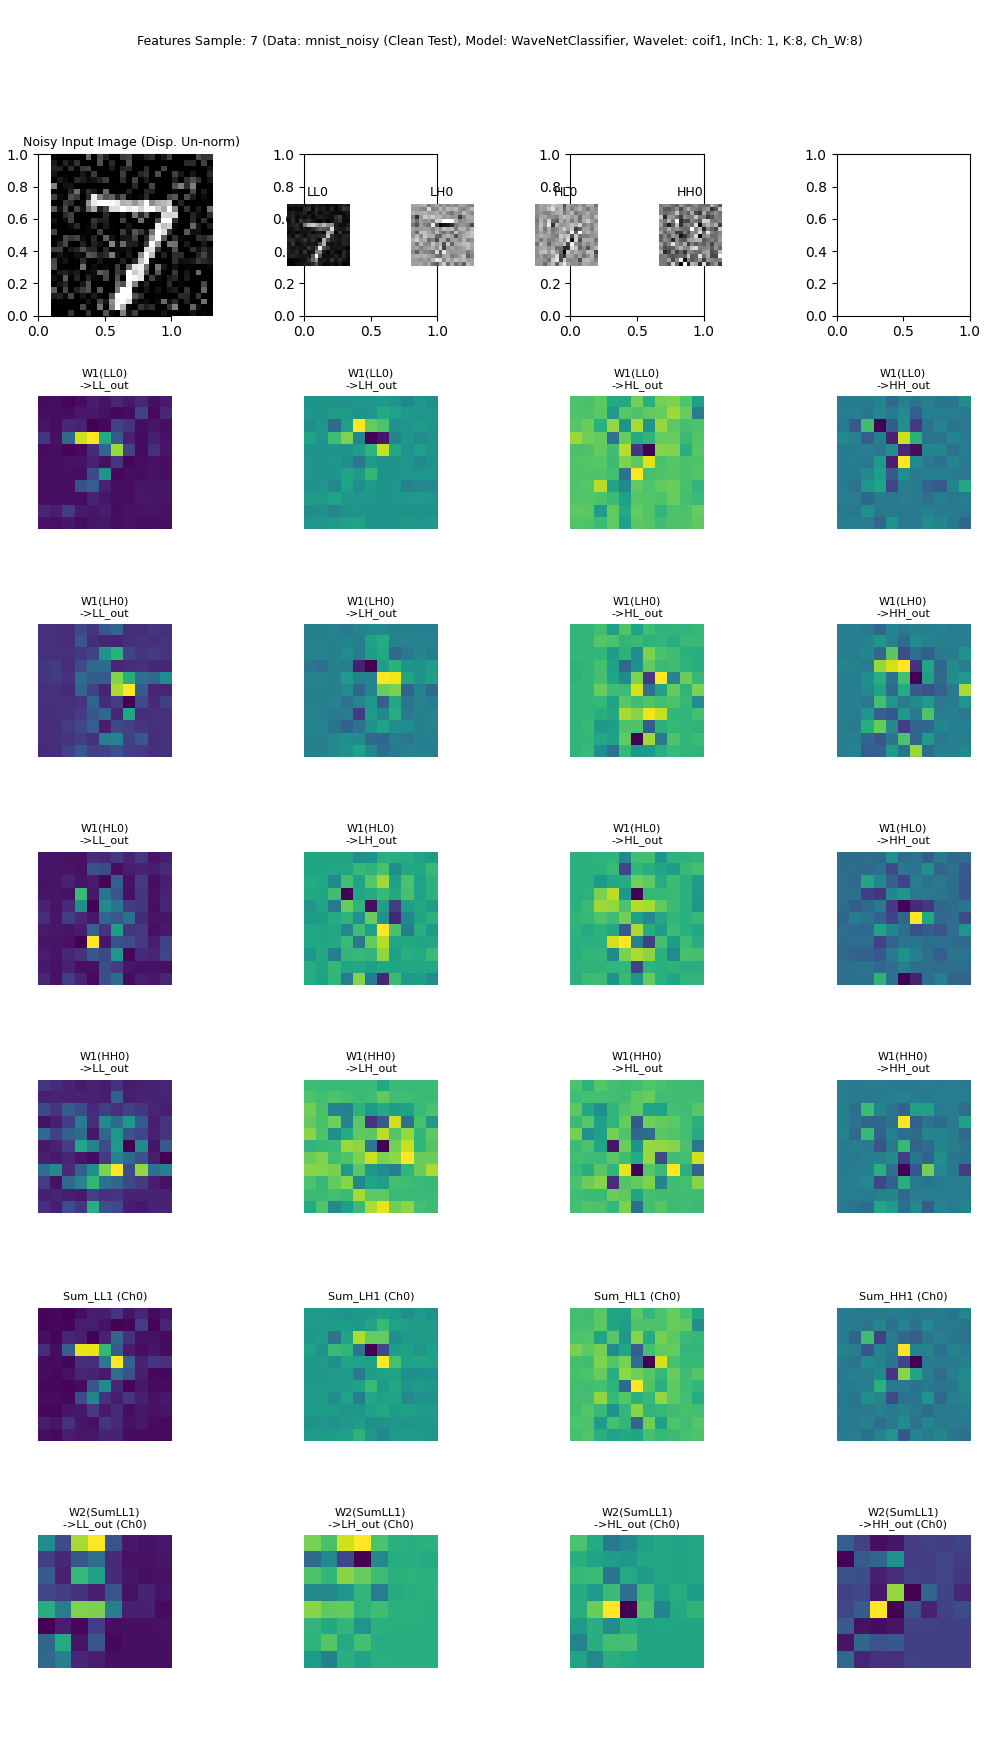 Features Sample: 7 (Data: mnist_noisy (Clean Test), Model: WaveNetClassifier, Wavelet: coif1, InCh: 1, K:8, Ch_W:8)
Noisy Input Image (Disp. Un-norm)
1.0
0.8
0.6
0.4
0.2
0.0
0.0 0.5 1.0
1.0
0.8
0.2
0.0
0.0 0.5 1.0
LL0 LH0 HL0 HH0
1.0
0.8
0.6
0.4
0.2
0.0
0.0 0.5 1.0
1.0
0.8
0.6
0.4
0.2
0.0
0.0 0.5 1.0
W1(LL0)
->LL_out
W1(LL0)
->LH_out
W1(LL0)
->HL_out
W1(LL0)
->HH_out
W1(LH0)
->LL_out
W1(LH0)
->LH_out
W1(LH0)
->HL_out
W1(LH0)
->HH_out
W1(HL0)
->LL_out
W1(HL0)
->LH_out
W1(HL0)
->HL_out
W1(HL0)
->HH_out
W1(HH0)
->LL_out
W1(HH0)
->LH_out
W1(HH0)
->HL_out
W1(HH0)
->HH_out
Sum_LL1 (Ch0)
Sum_LH1 (Ch0)
Sum_HL1 (Ch0)
Sum_HH1 (Ch0)
W2(SumLL1)
->LL_out (Ch0)
W2(SumLL1)
->LH_out (Ch0)
W2(SumLL1)
->HL_out (Ch0)
W2(SumLL1)
->HH_out (Ch0)